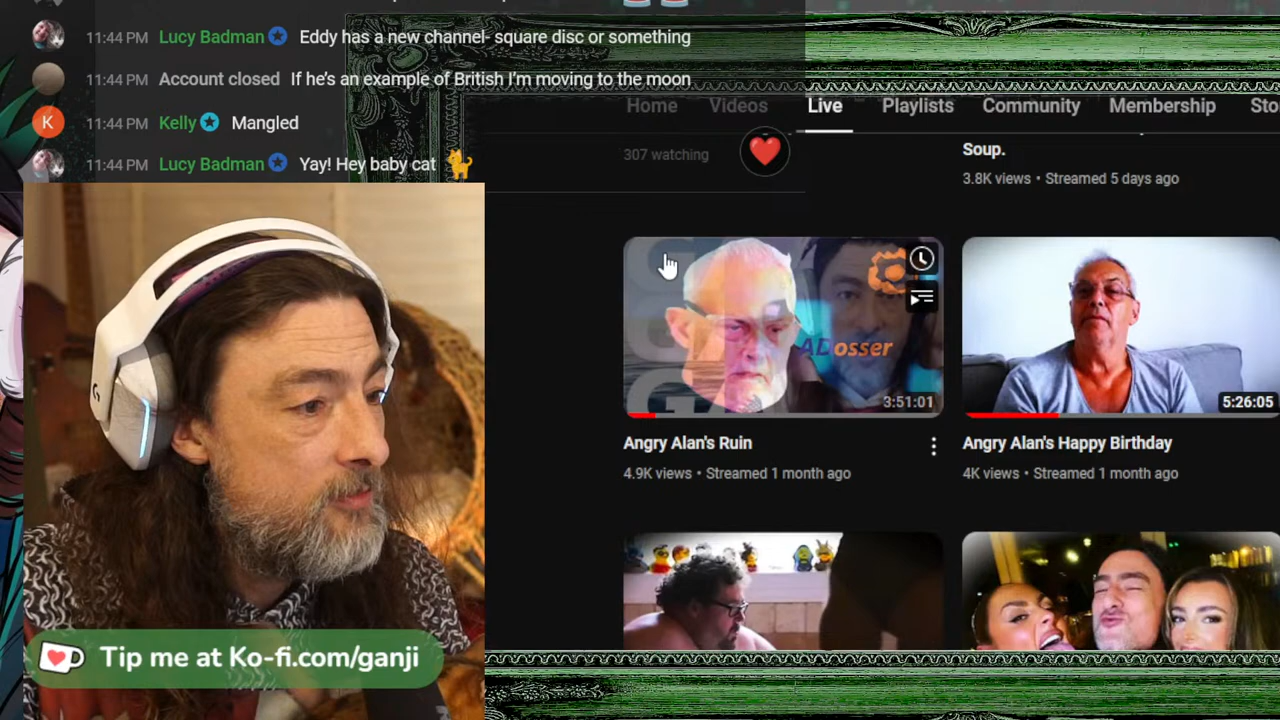 11:44 PM Lucy Badman Eddy has a new channel- square disc or something
11:44 PM Account closed If he's an example of British I'm moving to the moon
K 11:44 PM Kelly Mangled
11:44 PM Lucy Badman Yay! Hey baby cat
Home Videos Live Playlists Community Membership Sto
307 watching
Soup.
3.8K views • Streamed 5 days ago
ADosser
3:51:01
5:26:05
Angry Alan's Ruin
4.9K views • Streamed 1 month ago
Angry Alan's Happy Birthday
4K views • Streamed 1 month ago
G
Tip me at Ko-fi.com/ganji